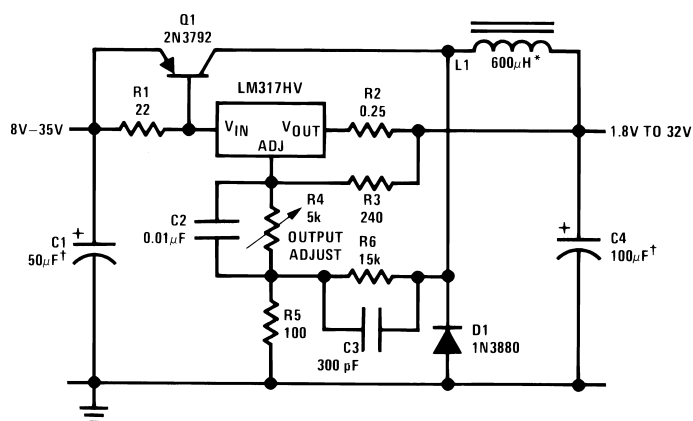 Q1
2N3792
R1
22
LM317HV
R2
0.25
L1
600μH*
8V–35V
VIN
VOUT
ADJ
1.8V TO 32V
R3
240
R4
5k
C2
0.01μF
OUTPUT
ADJUST
R6
15k
C1
50μF†
+
+
C4
100μF†
R5
100
C3
300 pF
D1
1N3880